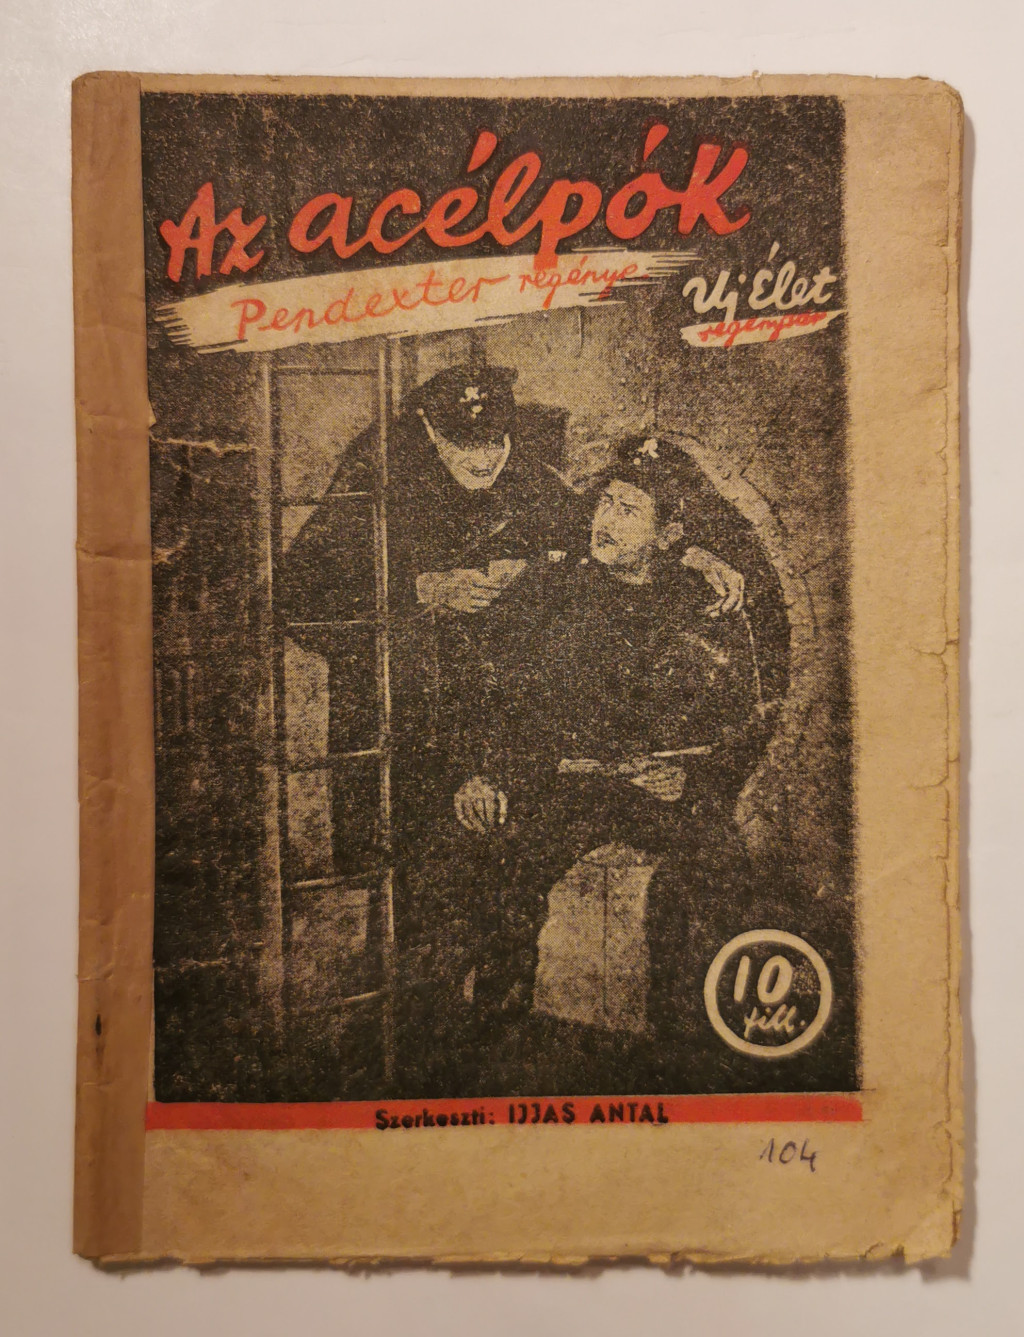 Az acélpók
Pendexter regénye
Uj Élet
regénytár
10
fill.
Szerkeszti: IJJAS ANTAL
104